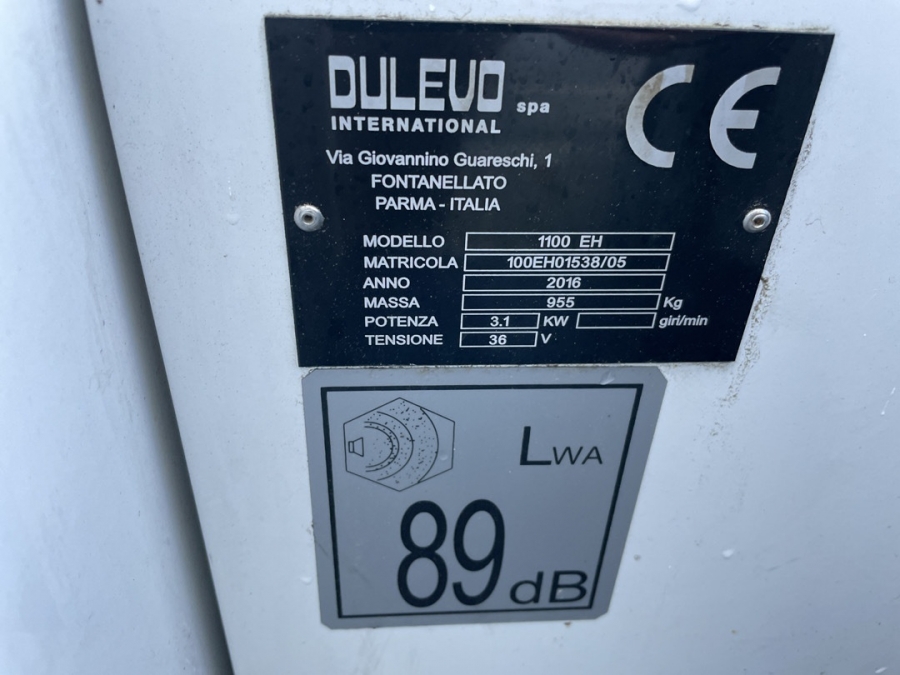 DULEVO spa
INTERNATIONAL
CE
Via Giovannino Guareschi, 1
FONTANELLATO
PARMA - ITALIA
MODELLO 1100 EH
MATRICOLA 100EH01538/05
ANNO 2016
MASSA 955 Kg
POTENZA 3.1 KW giri/min
TENSIONE 36 V
LWA
89 dB